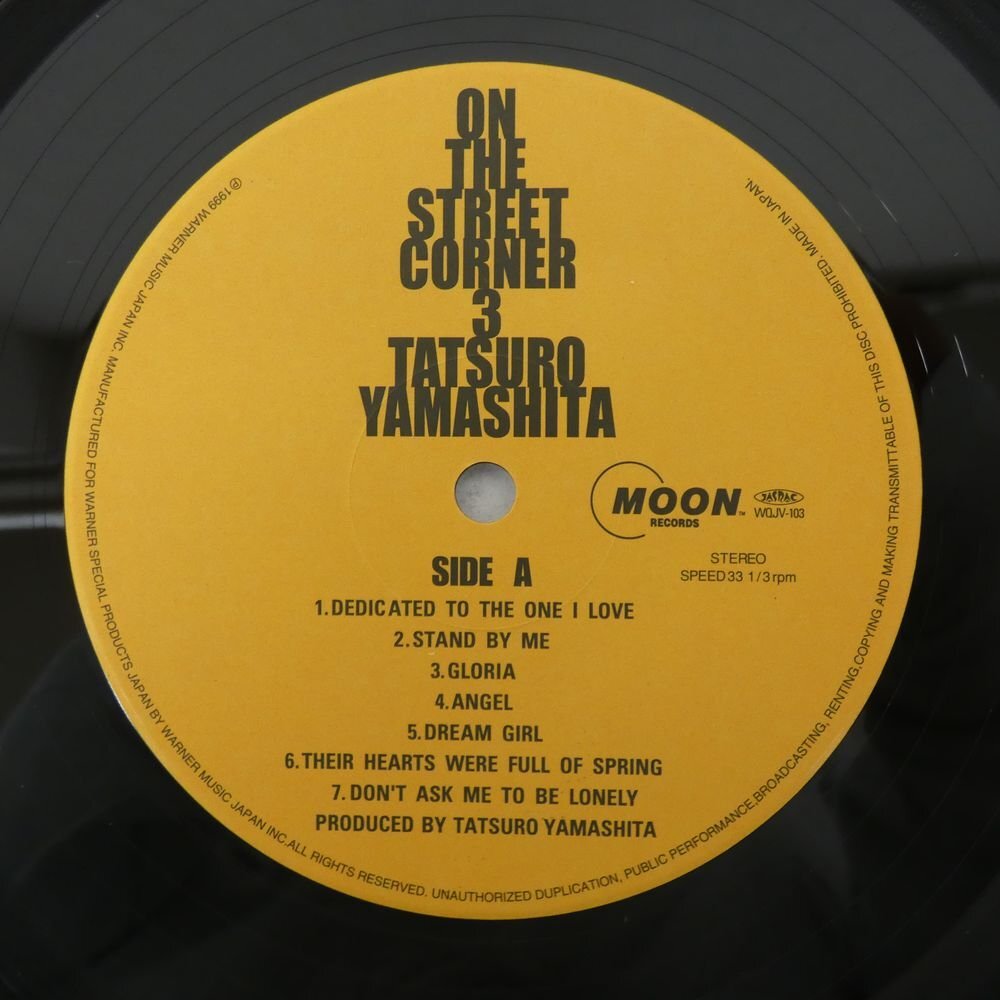 ON
THE
STREET
CORNER
3
TATSURO
YAMASHITA
MOON™
RECORDS
JASRAC
WQJV-103
STEREO
SPEED 33 1/3 rpm
SIDE A
1.DEDICATED TO THE ONE I LOVE
2.STAND BY ME
3.GLORIA
4.ANGEL
5.DREAM GIRL
6.THEIR HEARTS WERE FULL OF SPRING
7.DON'T ASK ME TO BE LONELY
PRODUCED BY TATSURO YAMASHITA
℗1999 WARNER MUSIC JAPAN INC. MANUFACTURED FOR WARNER SPECIAL PRODUCTS JAPAN BY WARNER MUSIC JAPAN INC.ALL RIGHTS RESERVED. UNAUTHORIZED DUPLICATION, PUBLIC PERFORMANCE,BROADCASTING, RENTING,COPYING AND MAKING TRANSMITTABLE OF THIS DISC PROHIBITED. MADE IN JAPAN.